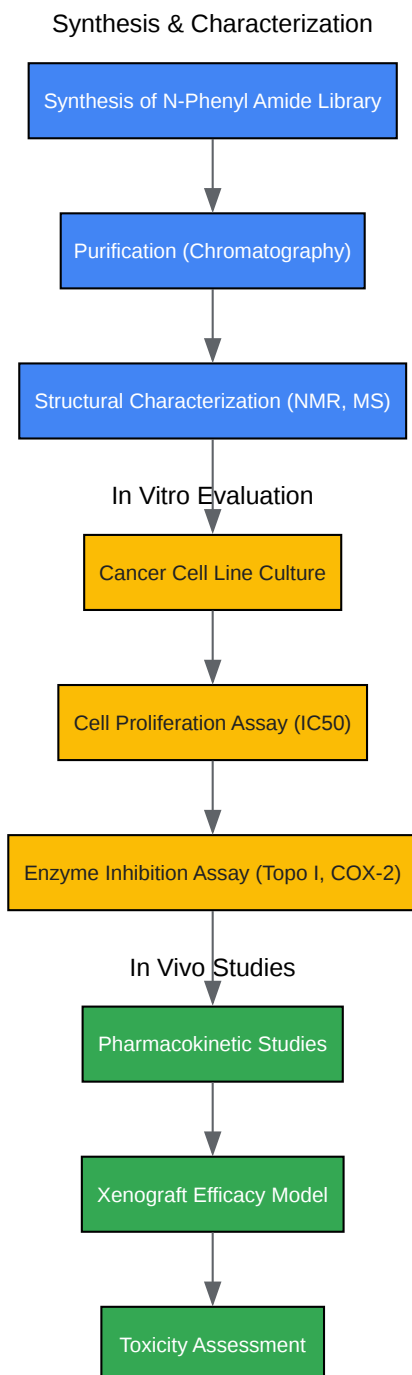 Synthesis & Characterization
Synthesis of N-Phenyl Amide Library
Purification (Chromatography)
Structural Characterization (NMR, MS)
In Vitro Evaluation
Cancer Cell Line Culture
Cell Proliferation Assay (IC50)
Enzyme Inhibition Assay (Topo I, COX-2)
In Vivo Studies
Pharmacokinetic Studies
Xenograft Efficacy Model
Toxicity Assessment